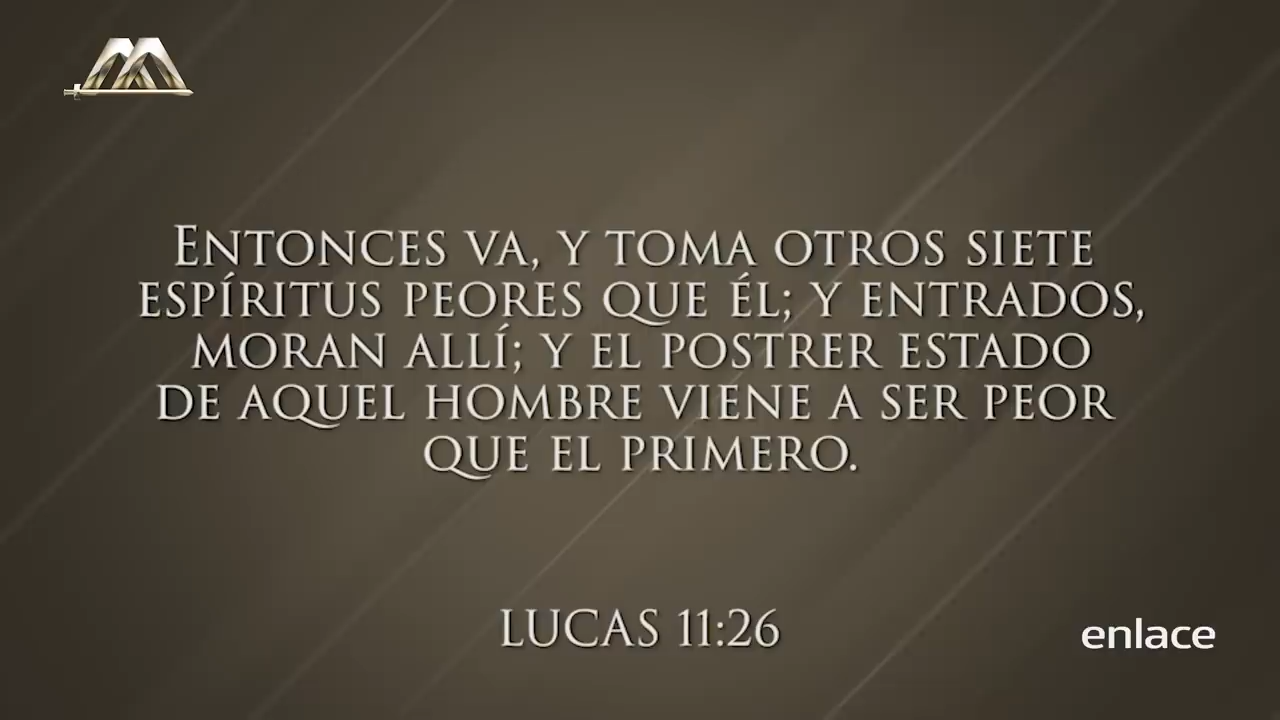 Entonces va, y toma otros siete
espíritus peores que él; y entrados,
moran allí; y el postrer estado
de aquel hombre viene a ser peor
que el primero.
LUCAS 11:26
enlace